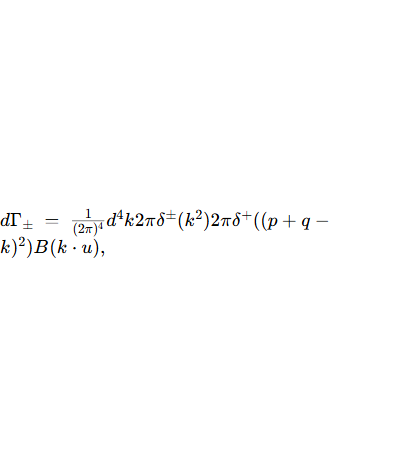 dΓ± = 1/(2π)⁴ d⁴k2πδ±(k²)2πδ⁺((p + q −
k)²)B(k · u),